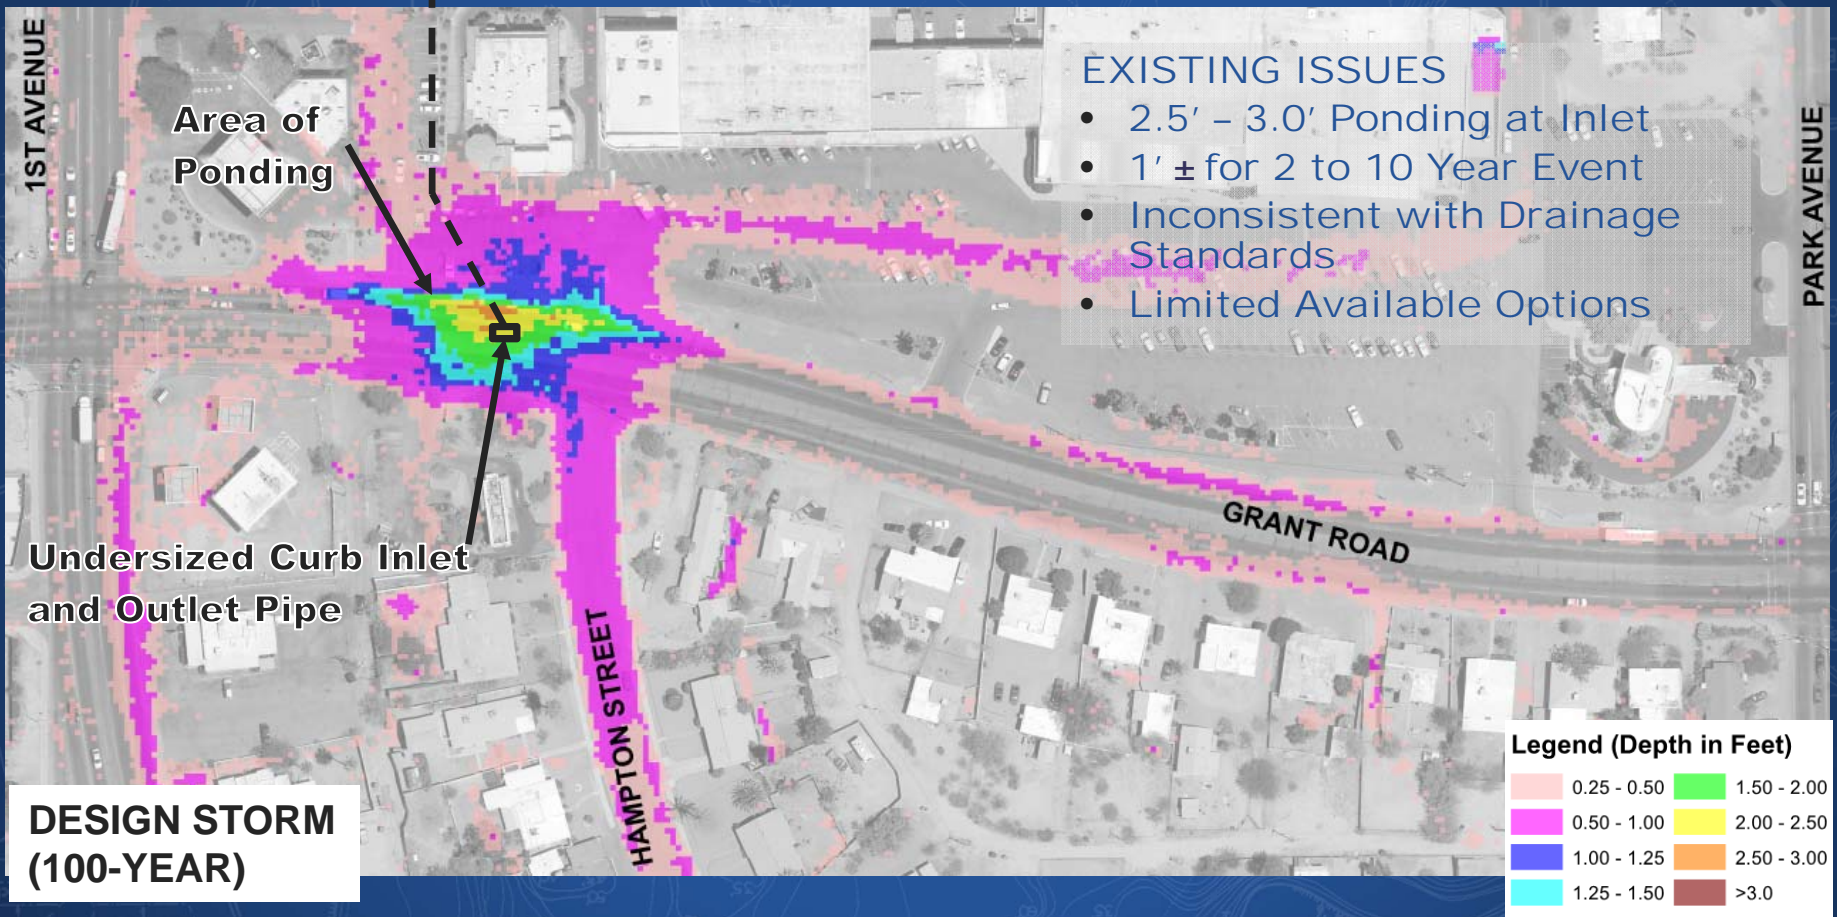 1ST AVENUE
Area of
Ponding
EXISTING ISSUES
• 2.5' – 3.0' Ponding at Inlet
• 1' ± for 2 to 10 Year Event
• Inconsistent with Drainage
Standards
• Limited Available Options
PARK AVENUE
GRANT ROAD
Undersized Curb Inlet
and Outlet Pipe
HAMPTON STREET
DESIGN STORM
(100-YEAR)
Legend (Depth in Feet)
0.25 - 0.50
0.50 - 1.00
1.00 - 1.25
1.25 - 1.50
1.50 - 2.00
2.00 - 2.50
2.50 - 3.00
>3.0